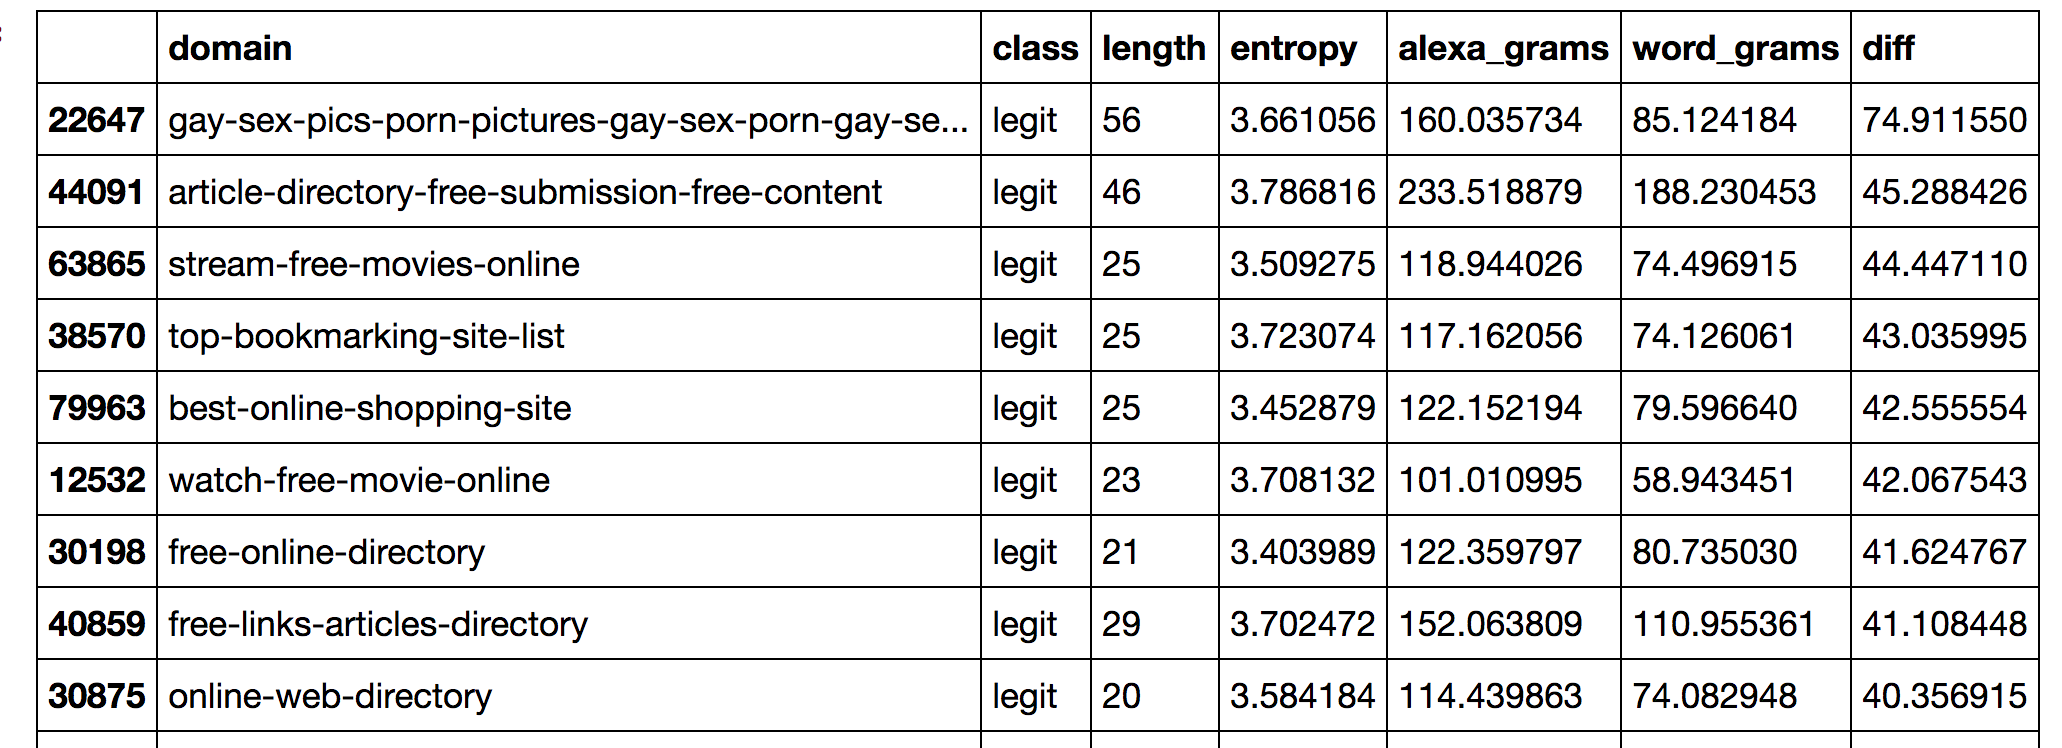 domain class length entropy alexa_grams word_grams diff
22647 gay-sex-pics-porn-pictures-gay-sex-porn-gay-se... legit 56 3.661056 160.035734 85.124184 74.911550
44091 article-directory-free-submission-free-content legit 46 3.786816 233.518879 188.230453 45.288426
63865 stream-free-movies-online legit 25 3.509275 118.944026 74.496915 44.447110
38570 top-bookmarking-site-list legit 25 3.723074 117.162056 74.126061 43.035995
79963 best-online-shopping-site legit 25 3.452879 122.152194 79.596640 42.555554
12532 watch-free-movie-online legit 23 3.708132 101.010995 58.943451 42.067543
30198 free-online-directory legit 21 3.403989 122.359797 80.735030 41.624767
40859 free-links-articles-directory legit 29 3.702472 152.063809 110.955361 41.108448
30875 online-web-directory legit 20 3.584184 114.439863 74.082948 40.356915